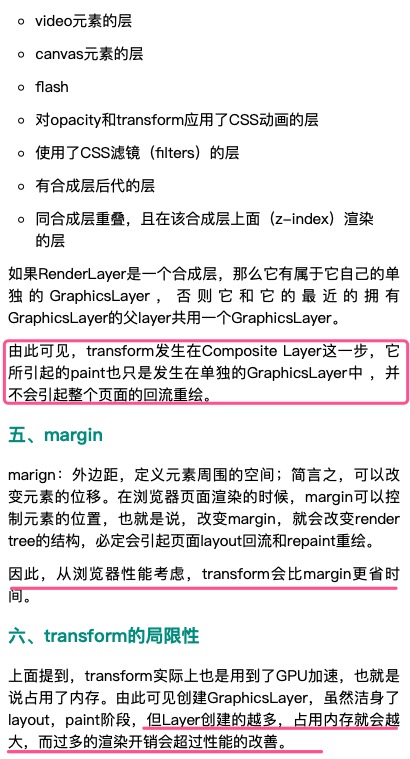 video元素的层
canvas元素的层
flash
对opacity和transform应用了CSS动画的层
使用了CSS滤镜（filters）的层
有合成层后代的层
同合成层重叠，且在该合成层上面（z-index）渲染
的层
如果RenderLayer是一个合成层，那么它有属于它自己的单
独的GraphicsLayer，否则它和它的最近的拥有
GraphicsLayer的父layer共用一个GraphicsLayer。
由此可见，transform发生在Composite Layer这一步，它
所引起的paint也只是发生在单独的GraphicsLayer中 ，并
不会引起整个页面的回流重绘。
五、margin
marign：外边距，定义元素周围的空间；简言之，可以改
变元素的位移。在浏览器页面渲染的时候，margin可以控
制元素的位置，也就是说，改变margin，就会改变render
tree的结构，必定会引起页面layout回流和repaint重绘。
因此，从浏览器性能考虑，transform会比margin更省时
间。
六、transform的局限性
上面提到，transform实际上也是用到了GPU加速，也就是
说占用了内存。由此可见创建GraphicsLayer，虽然洁身了
layout，paint阶段，但Layer创建的越多，占用内存就会越
大，而过多的渲染开销会超过性能的改善。